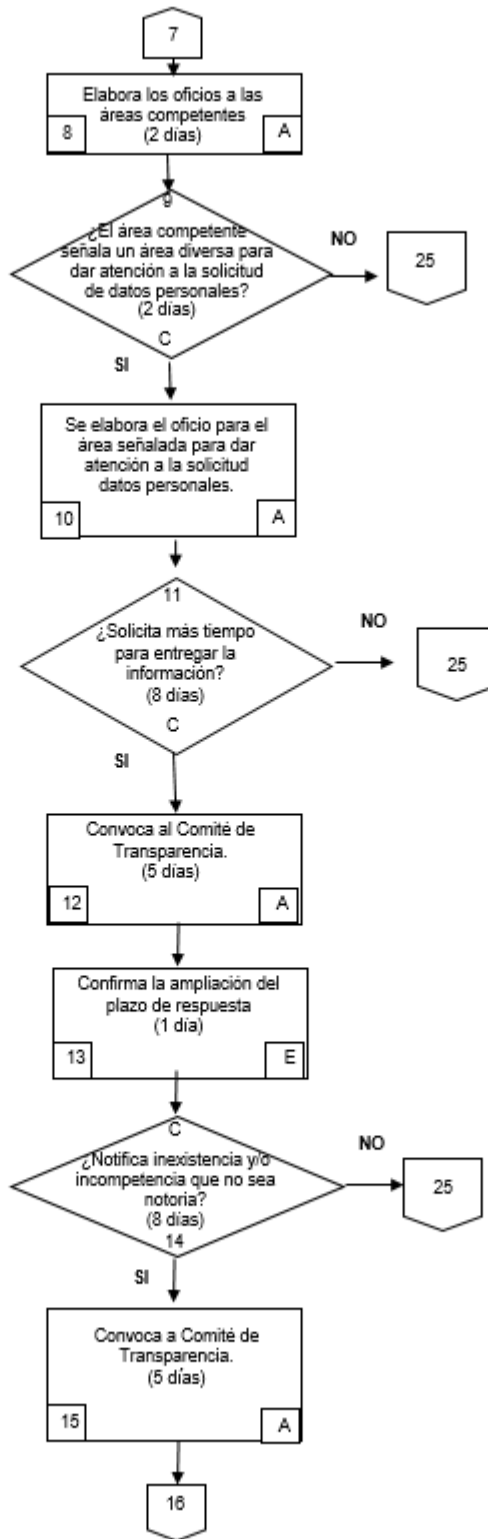 7
Elabora los oficios a las
áreas competentes
(2 días)
8
A
9
¿El área competente
señala un área diversa para
dar atención a la solicitud
de datos personales?
(2 días)
C
NO
25
SI
Se elabora el oficio para el
área señalada para dar
atención a la solicitud
datos personales.
10
A
11
¿Solicita más tiempo
para entregar la
información?
(8 días)
C
NO
25
SI
Convoca al Comité de
Transparencia.
(5 días)
12
A
Confirma la ampliación del
plazo de respuesta
(1 día)
13
E
C
¿Notifica inexistencia y/o
incompetencia que no sea
notoria?
(8 días)
14
NO
25
SI
Convoca a Comité de
Transparencia.
(5 días)
15
A
16